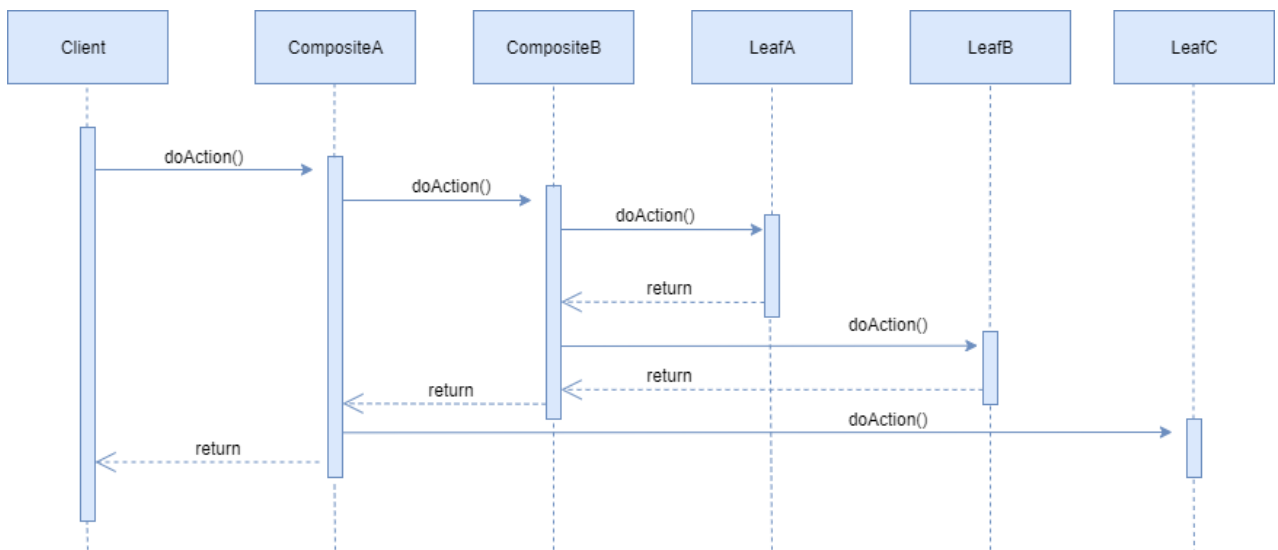 Client
CompositeA
CompositeB
LeafA
LeafB
LeafC
doAction()
doAction()
doAction()
return
doAction()
return
return
doAction()
return